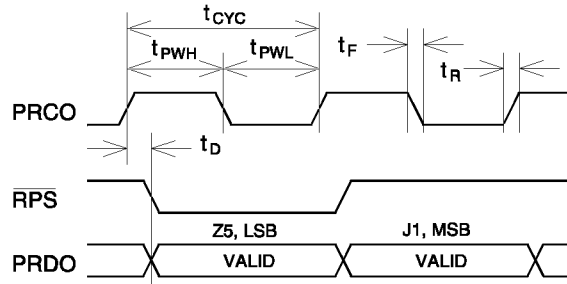 tCYC
tPWH tPWL tF
tR
PRCO
tD
RPS
Z5, LSB J1, MSB
PRDO VALID VALID